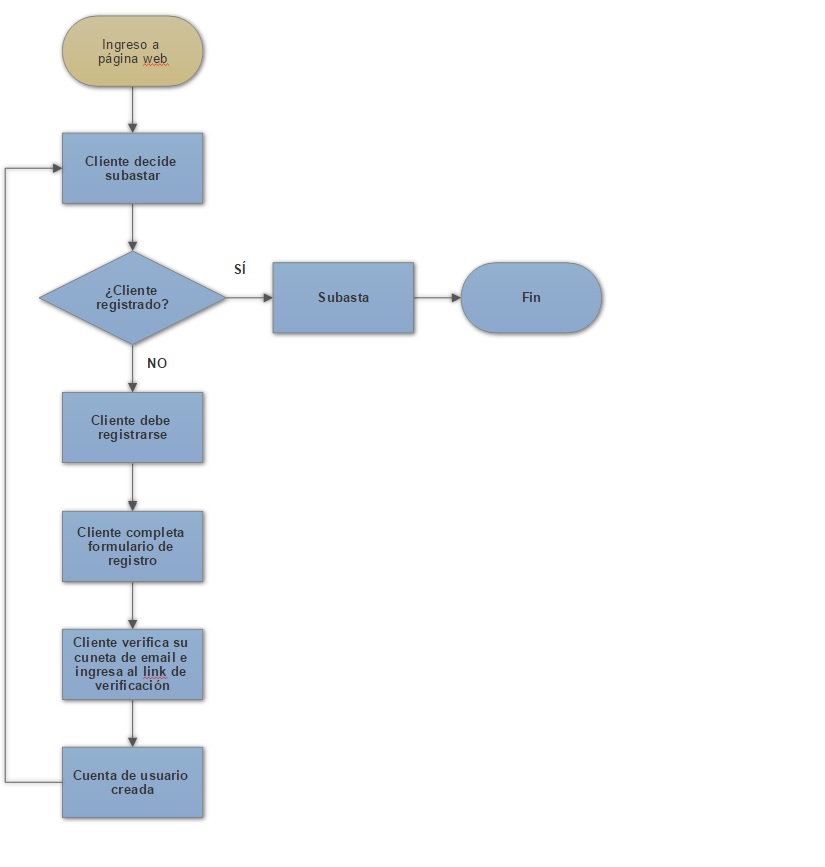 Ingreso a
página web
Cliente decide
subastar
¿Cliente
registrado?
SÍ
Subasta
Fin
NO
Cliente debe
registrarse
Cliente completa
formulario de
registro
Cliente verifica su
cuneta de email e
ingresa al link de
verificación
Cuenta de usuario
creada